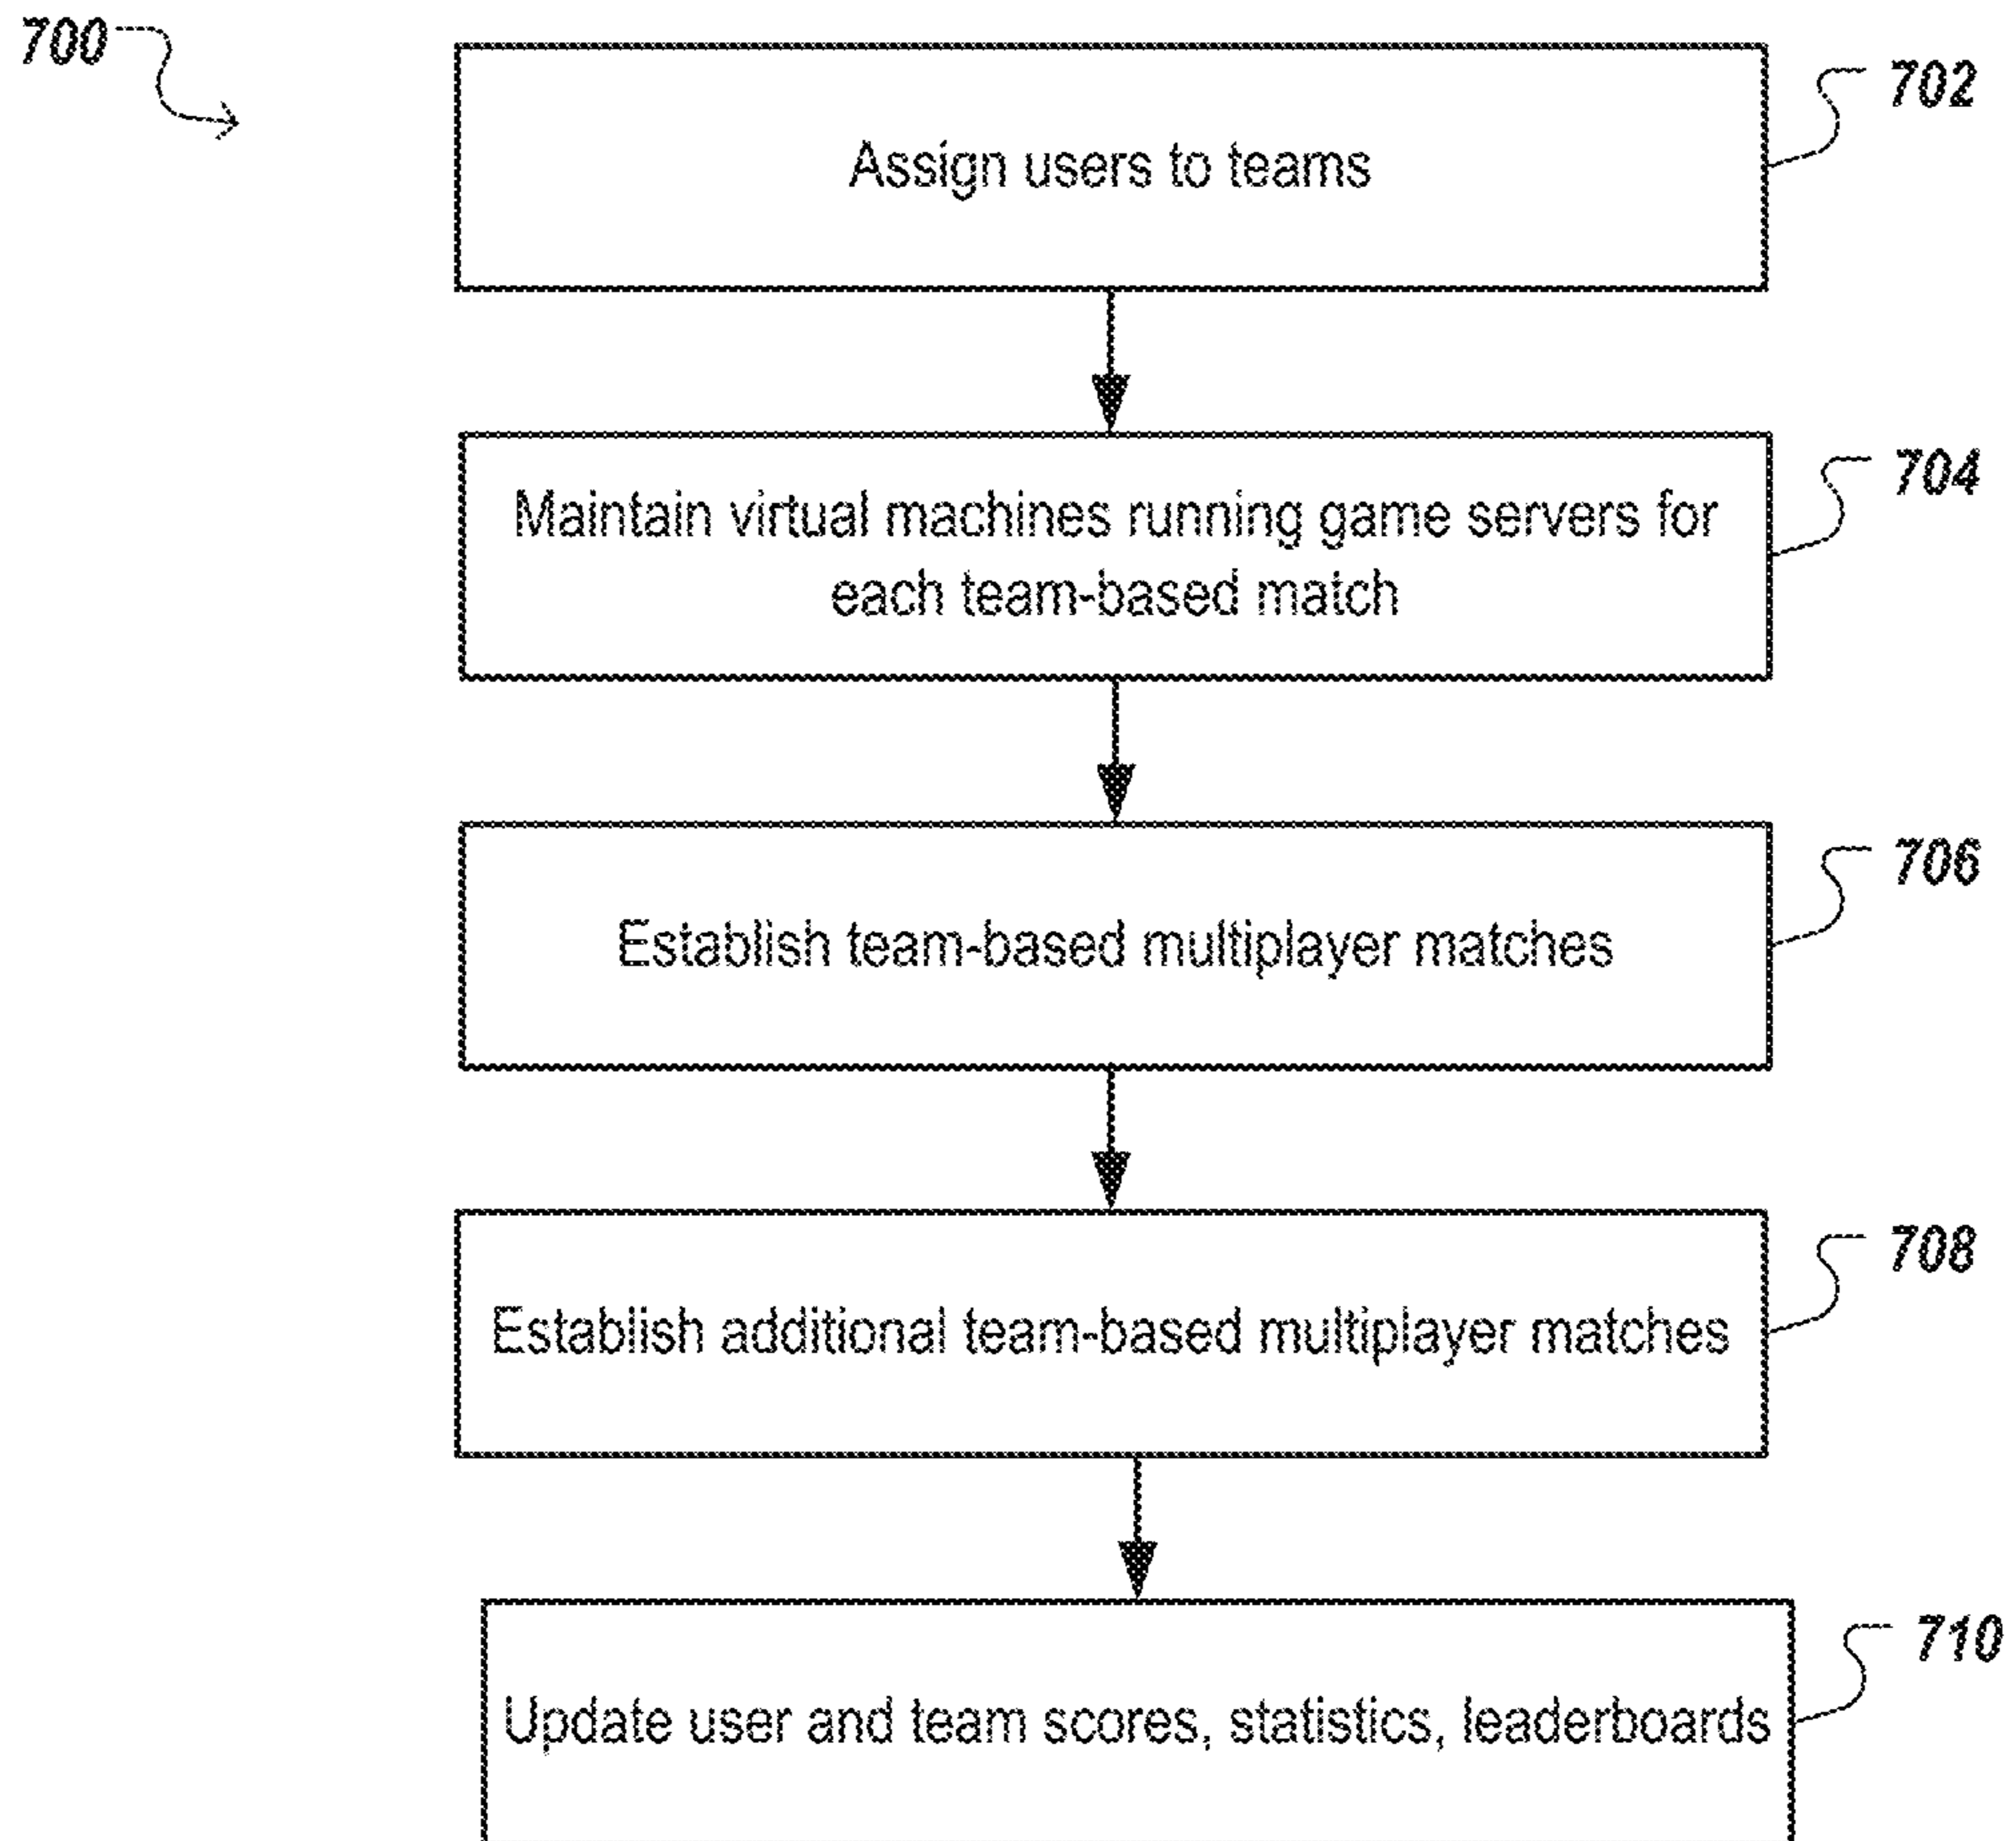 700
702
Assign users to teams
704
Maintain virtual machines running game servers for
each team-based match
706
Establish team-based multiplayer matches
708
Establish additional team-based multiplayer matches
710
Update user and team scores, statistics, leaderboards